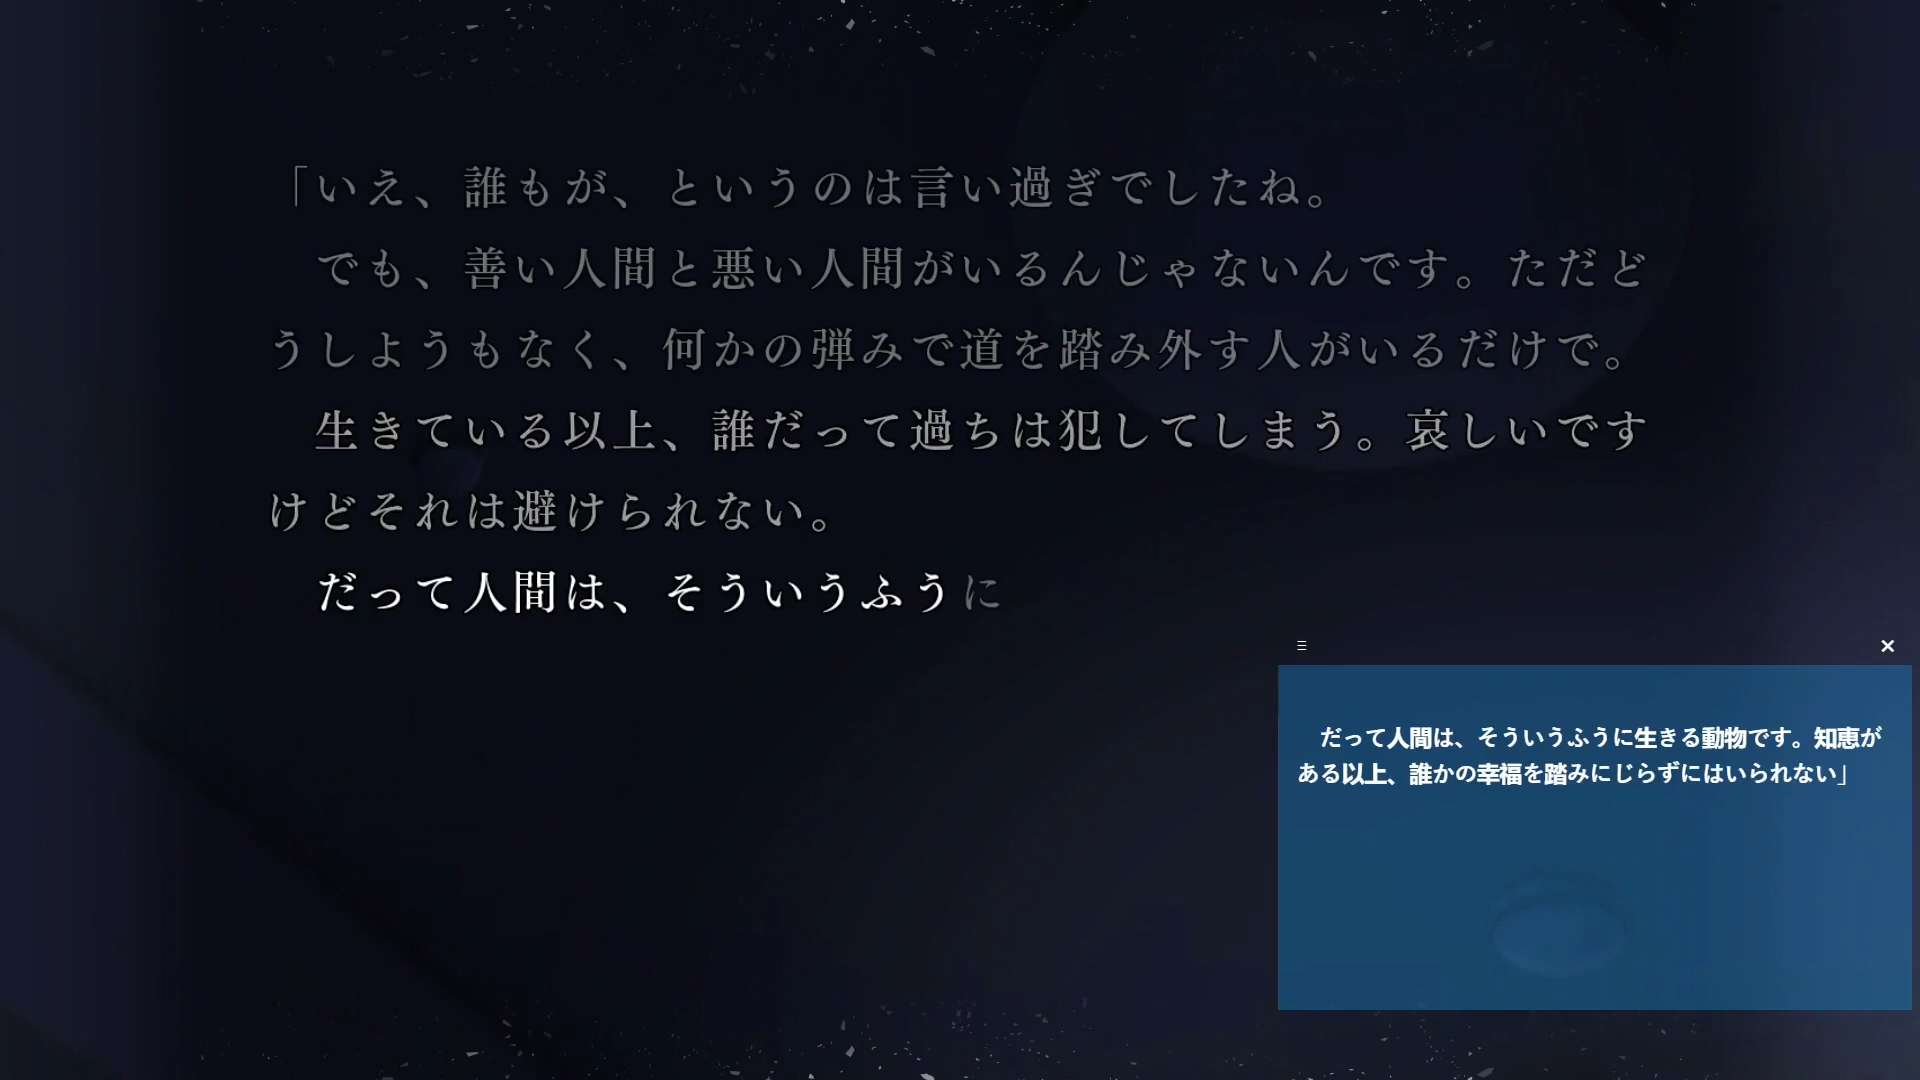 「いえ、誰もが、というのは言い過ぎでしたね。
でも、善い人間と悪い人間がいるんじゃないんです。ただど
うしようもなく、何かの弾みで道を踏み外す人がいるだけで。
生きている以上、誰だって過ちは犯してしまう。哀しいです
けどそれは避けられない。
だって人間は、そういうふうに
だって人間は、そういうふうに生きる動物です。知恵が
ある以上、誰かの幸福を踏みにじらずにはいられない」